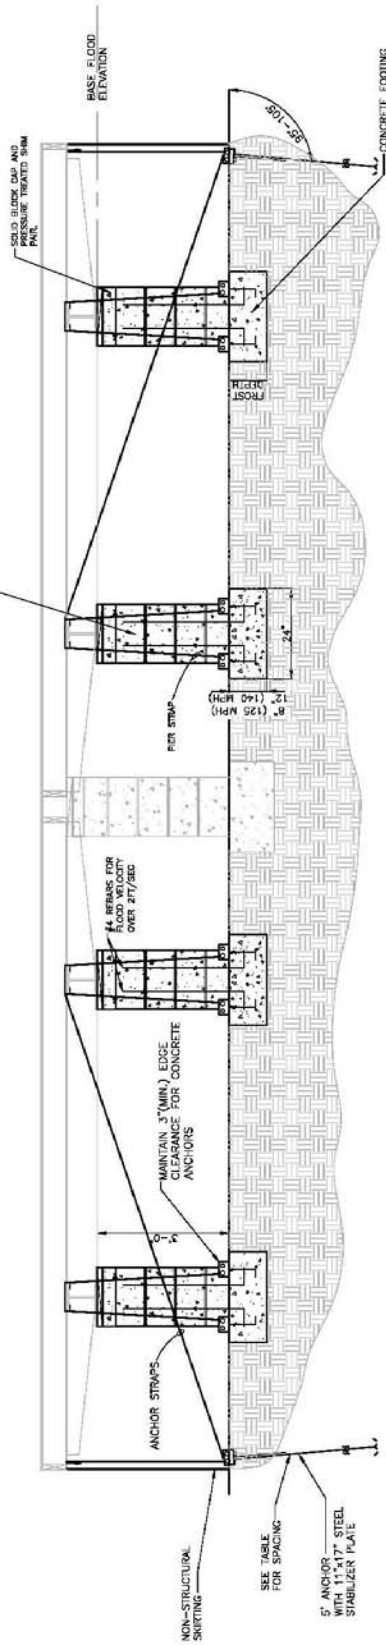 NON-STRUCTURAL
SKIRTING
SEE TABLE
FOR SPACING
5' ANCHOR
WITH 11"x17" STEEL
STABILIZER PLATE
ANCHOR STRAPS
3'-0"
MAINTAIN 3"(MIN.) EDGE
CLEARANCE FOR CONCRETE
ANCHORS
#4 REBARS FOR
FLOOD VELOCITY
OVER 2FT/SEC
PIER STRAP
8" (125 MPH)
12" (140 MPH)
24"
FROST
DEPTH
SOLID BLOCK CAP AND
PRESSURE TREATED SHIM
PAIR.
BASE FLOOD
ELEVATION
95°-105°
CONCRETE FOOTING